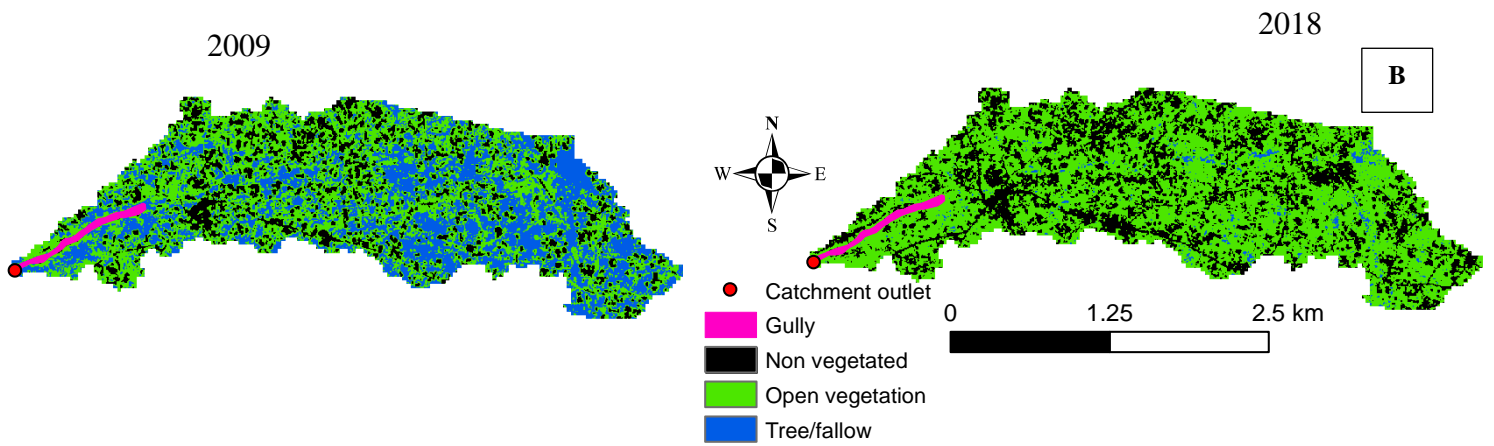 2009
2018
B
N
W E
S
Catchment outlet
Gully
Non vegetated
Open vegetation
Tree/fallow
0 1.25 2.5 km